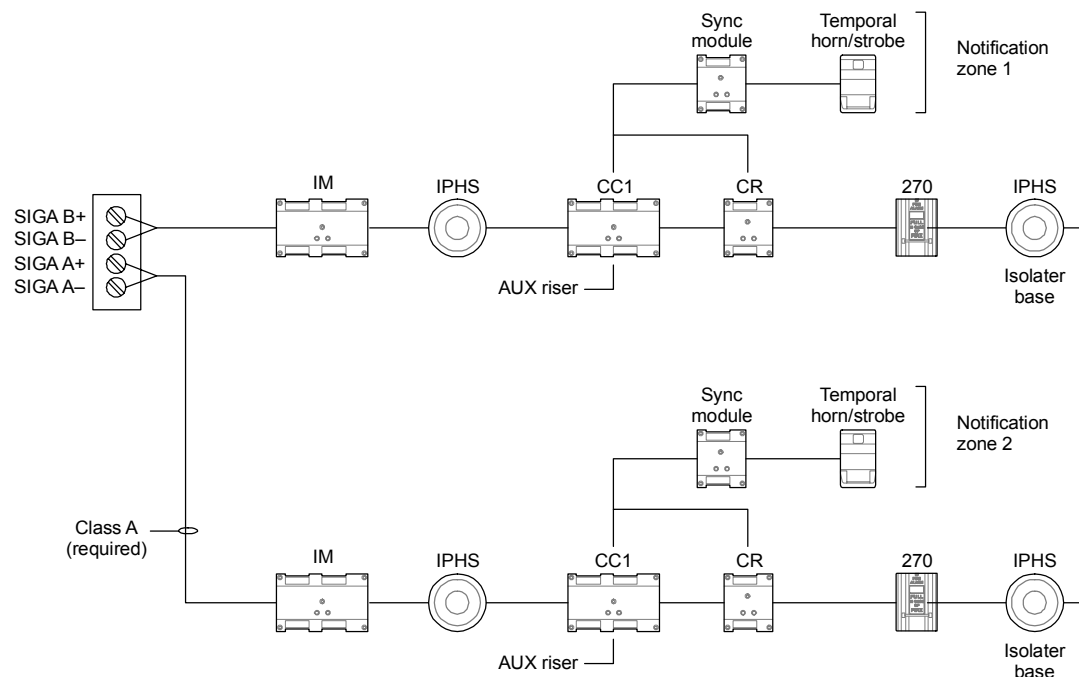 Sync
module
Temporal
horn/strobe
Notification
zone 1
IM
IPHS
CC1
CR
270
IPHS
SIGA B+
SIGA B–
SIGA A+
SIGA A–
AUX riser
Isolater
base
Sync
module
Temporal
horn/strobe
Notification
zone 2
Class A
(required)
IM
IPHS
CC1
CR
270
IPHS
AUX riser
Isolater
base